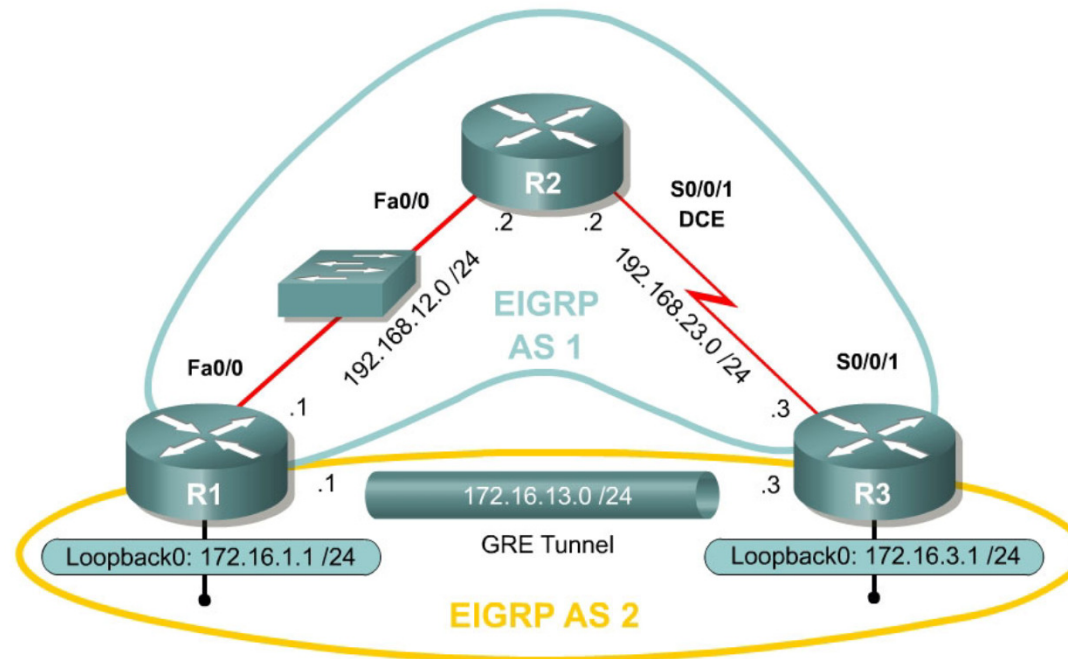 R2
Fa0/0
S0/0/1
DCE
.2
.2
192.168.12.0 /24
192.168.23.0 /24
EIGRP
AS 1
Fa0/0
S0/0/1
.1
.3
R1
R3
.1
172.16.13.0 /24
.3
GRE Tunnel
Loopback0: 172.16.1.1 /24
Loopback0: 172.16.3.1 /24
EIGRP AS 2